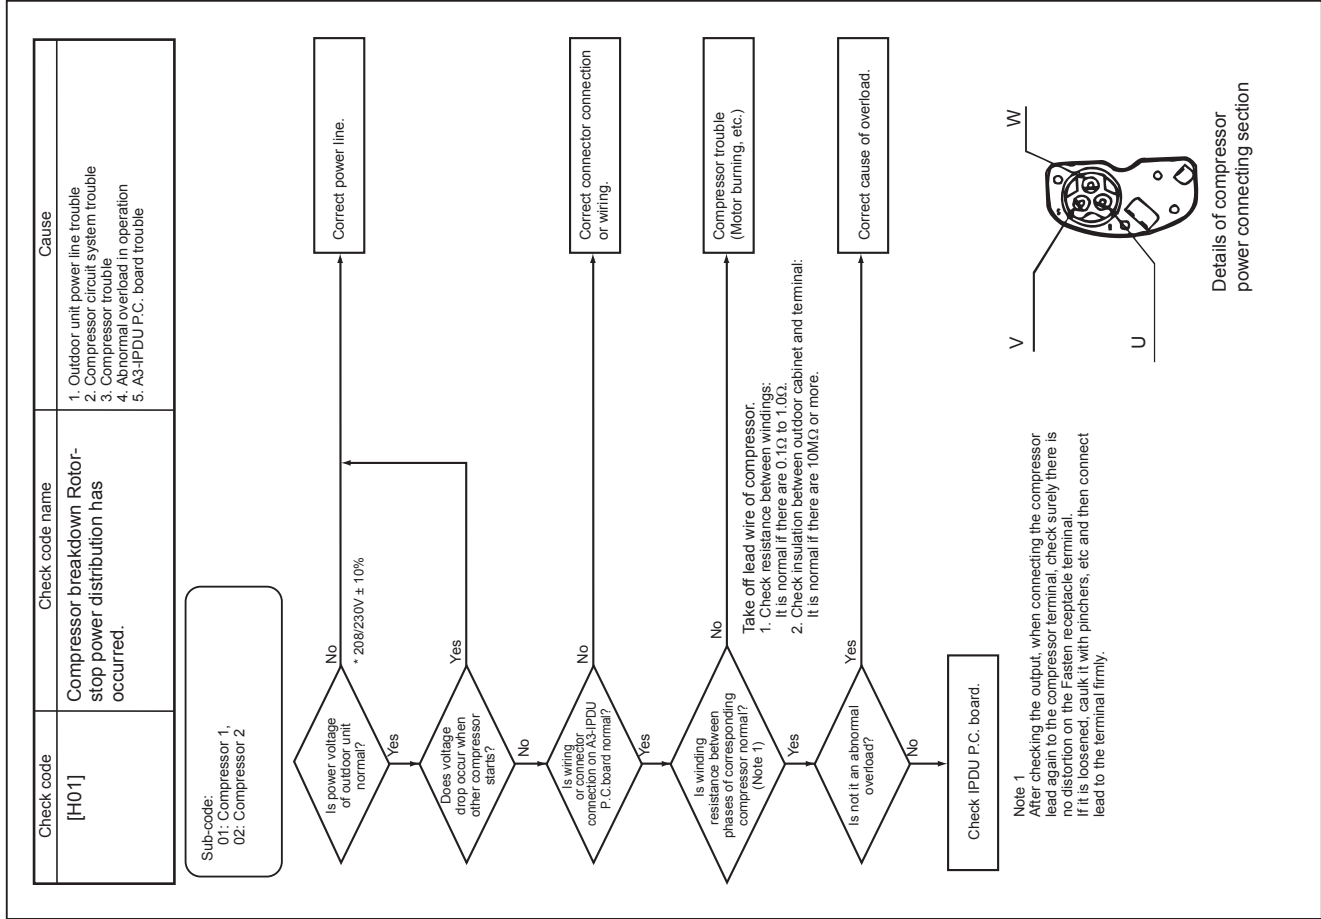 Check code
Check code name
Cause
[H01]
Compressor breakdown Rotor-
stop power distribution has
occurred.
1. Outdoor unit power line trouble
2. Compressor circuit system trouble
3. Compressor trouble
4. Abnormal overload in operation
5. A3-IPDU P.C. board trouble
Sub-code:
01: Compressor 1,
02: Compressor 2
Is power voltage
of outdoor unit
normal?
No
* 208/230V ± 10%
Correct power line.
Yes
Does voltage
drop occur when
other compressor
starts?
Yes
No
Is wiring
or connector
connection on A3-IPDU
P.C.board normal?
No
Correct connector connection
or wiring.
Yes
Is winding
resistance between
phases of corresponding
compressor normal?
(Note 1)
No
Compressor trouble
(Motor burning, etc.)
Take off lead wire of compressor.
1. Check resistance between windings:
It is normal if there are 0.1Ω to 1.0Ω.
2. Check insulation between outdoor cabinet and terminal:
It is normal if there are 10MΩ or more.
Yes
Is not it an abnormal
overload?
Yes
Correct cause of overload.
No
Check IPDU P.C. board.
Note 1
After checking the output, when connecting the compressor
lead again to the compressor terminal, check surely there is
no distortion on the Fasten receptacle terminal.
If it is loosened, caulk it with pinchers, etc and then connect
lead to the terminal firmly.
V
W
U
Details of compressor
power connecting section